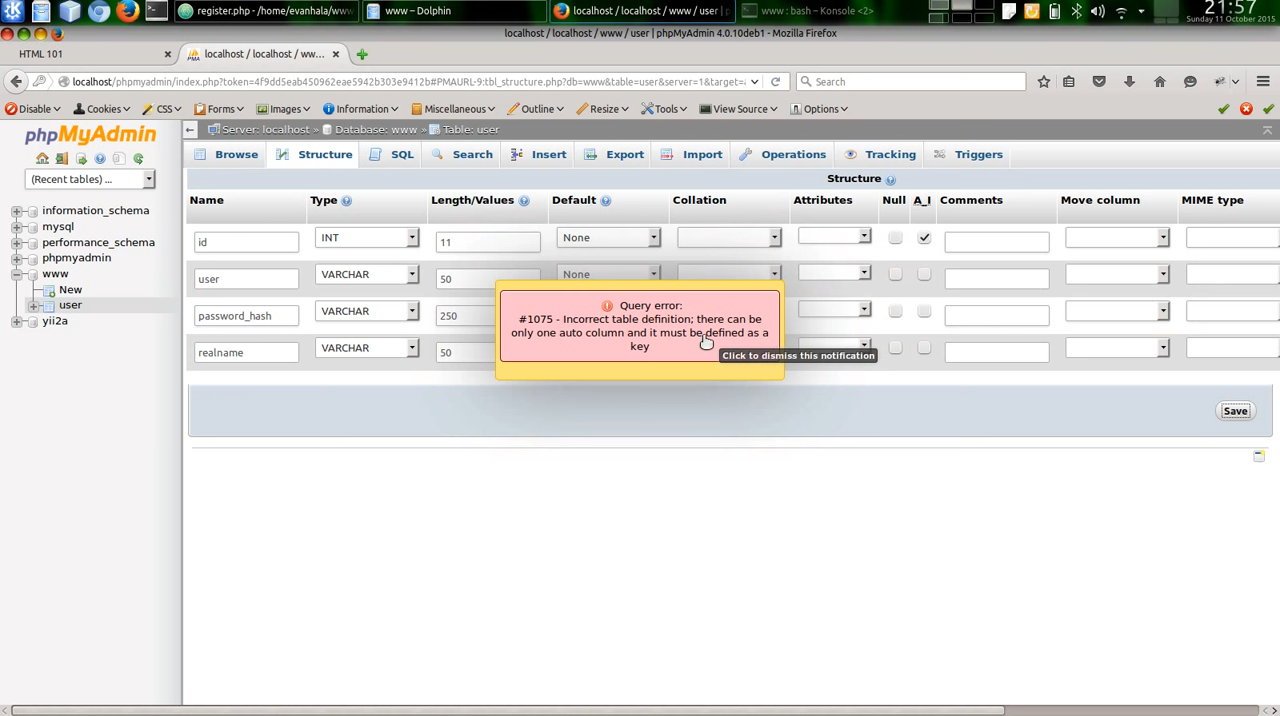 register.php - /home/evanhala/ww
www – Dolphin
localhost / localhost / www / user |
www : bash – Konsole <2>
21:57
Sunday 11 October 2015
localhost / localhost / www / user | phpMyAdmin 4.0.10deb1 - Mozilla Firefox
HTML 101
localhost / localhost / ww...
localhost/phpmyadmin/index.php?token=4f9dd5eab450962eae5942b303e9412b#PMAURL-9:tbl_structure.php?db=www&table=user&server=1&target=
Search
Disable Cookies CSS Forms Images Information Miscellaneous Outline Resize Tools View Source Options
phpMyAdmin
Server: localhost » Database: www » Table: user
Browse Structure SQL Search Insert Export Import Operations Tracking Triggers
(Recent tables) ...
Structure
Name Type Length/Values Default Collation Attributes Null A_I Comments Move column MIME type
information_schema
mysql
performance_schema
phpmyadmin
www
New
user
yii2a
id INT 11 None
user VARCHAR 50 None
password_hash VARCHAR 250
realname VARCHAR 50
Query error:
#1075 - Incorrect table definition; there can be
only one auto column and it must be defined as a
key
Click to dismiss this notification
Save